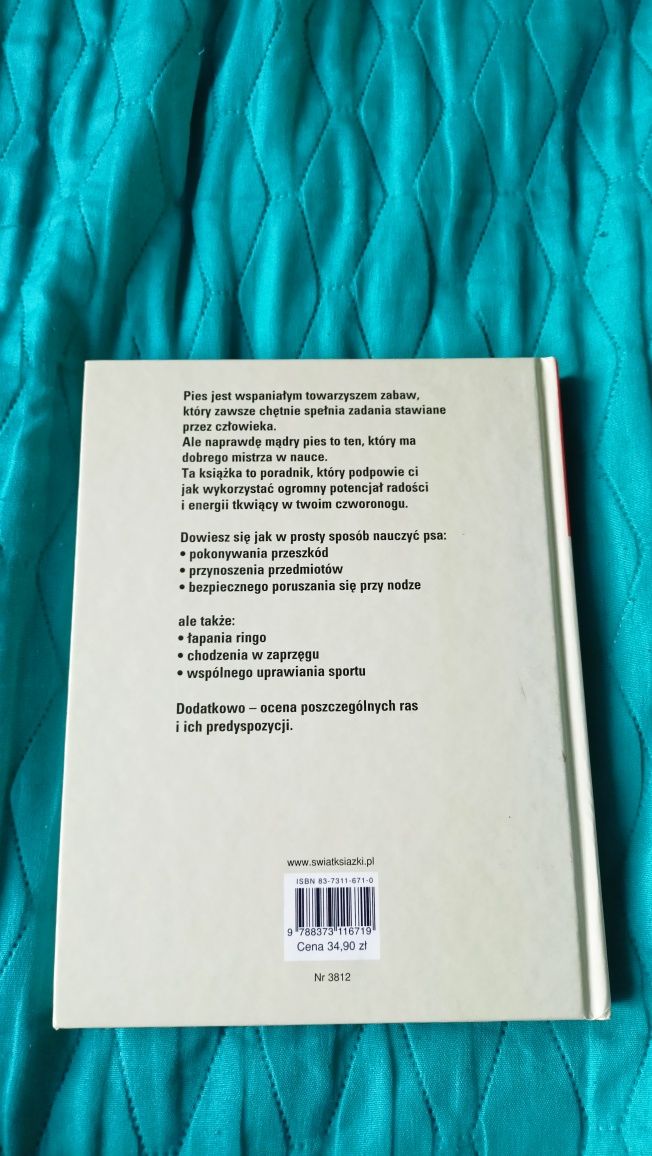 Pies jest wspaniałym towarzyszem zabaw,
który zawsze chętnie spełnia zadania stawiane
przez człowieka.
Ale naprawdę mądry pies to ten, który ma
dobrego mistrza w nauce.
Ta książka to poradnik, który podpowie ci
jak wykorzystać ogromny potencjał radości
i energii tkwiący w twoim czworonogu.
Dowiesz się jak w prosty sposób nauczyć psa:
• pokonywania przeszkód
• przynoszenia przedmiotów
• bezpiecznego poruszania się przy nodze
ale także:
• łapania ringo
• chodzenia w zaprzęgu
• wspólnego uprawiania sportu
Dodatkowo – ocena poszczególnych ras
i ich predyspozycji.
www.swiatksiazki.pl
ISBN 83-7311-671-0
9 788373 116719
Cena 34,90 zł
Nr 3812